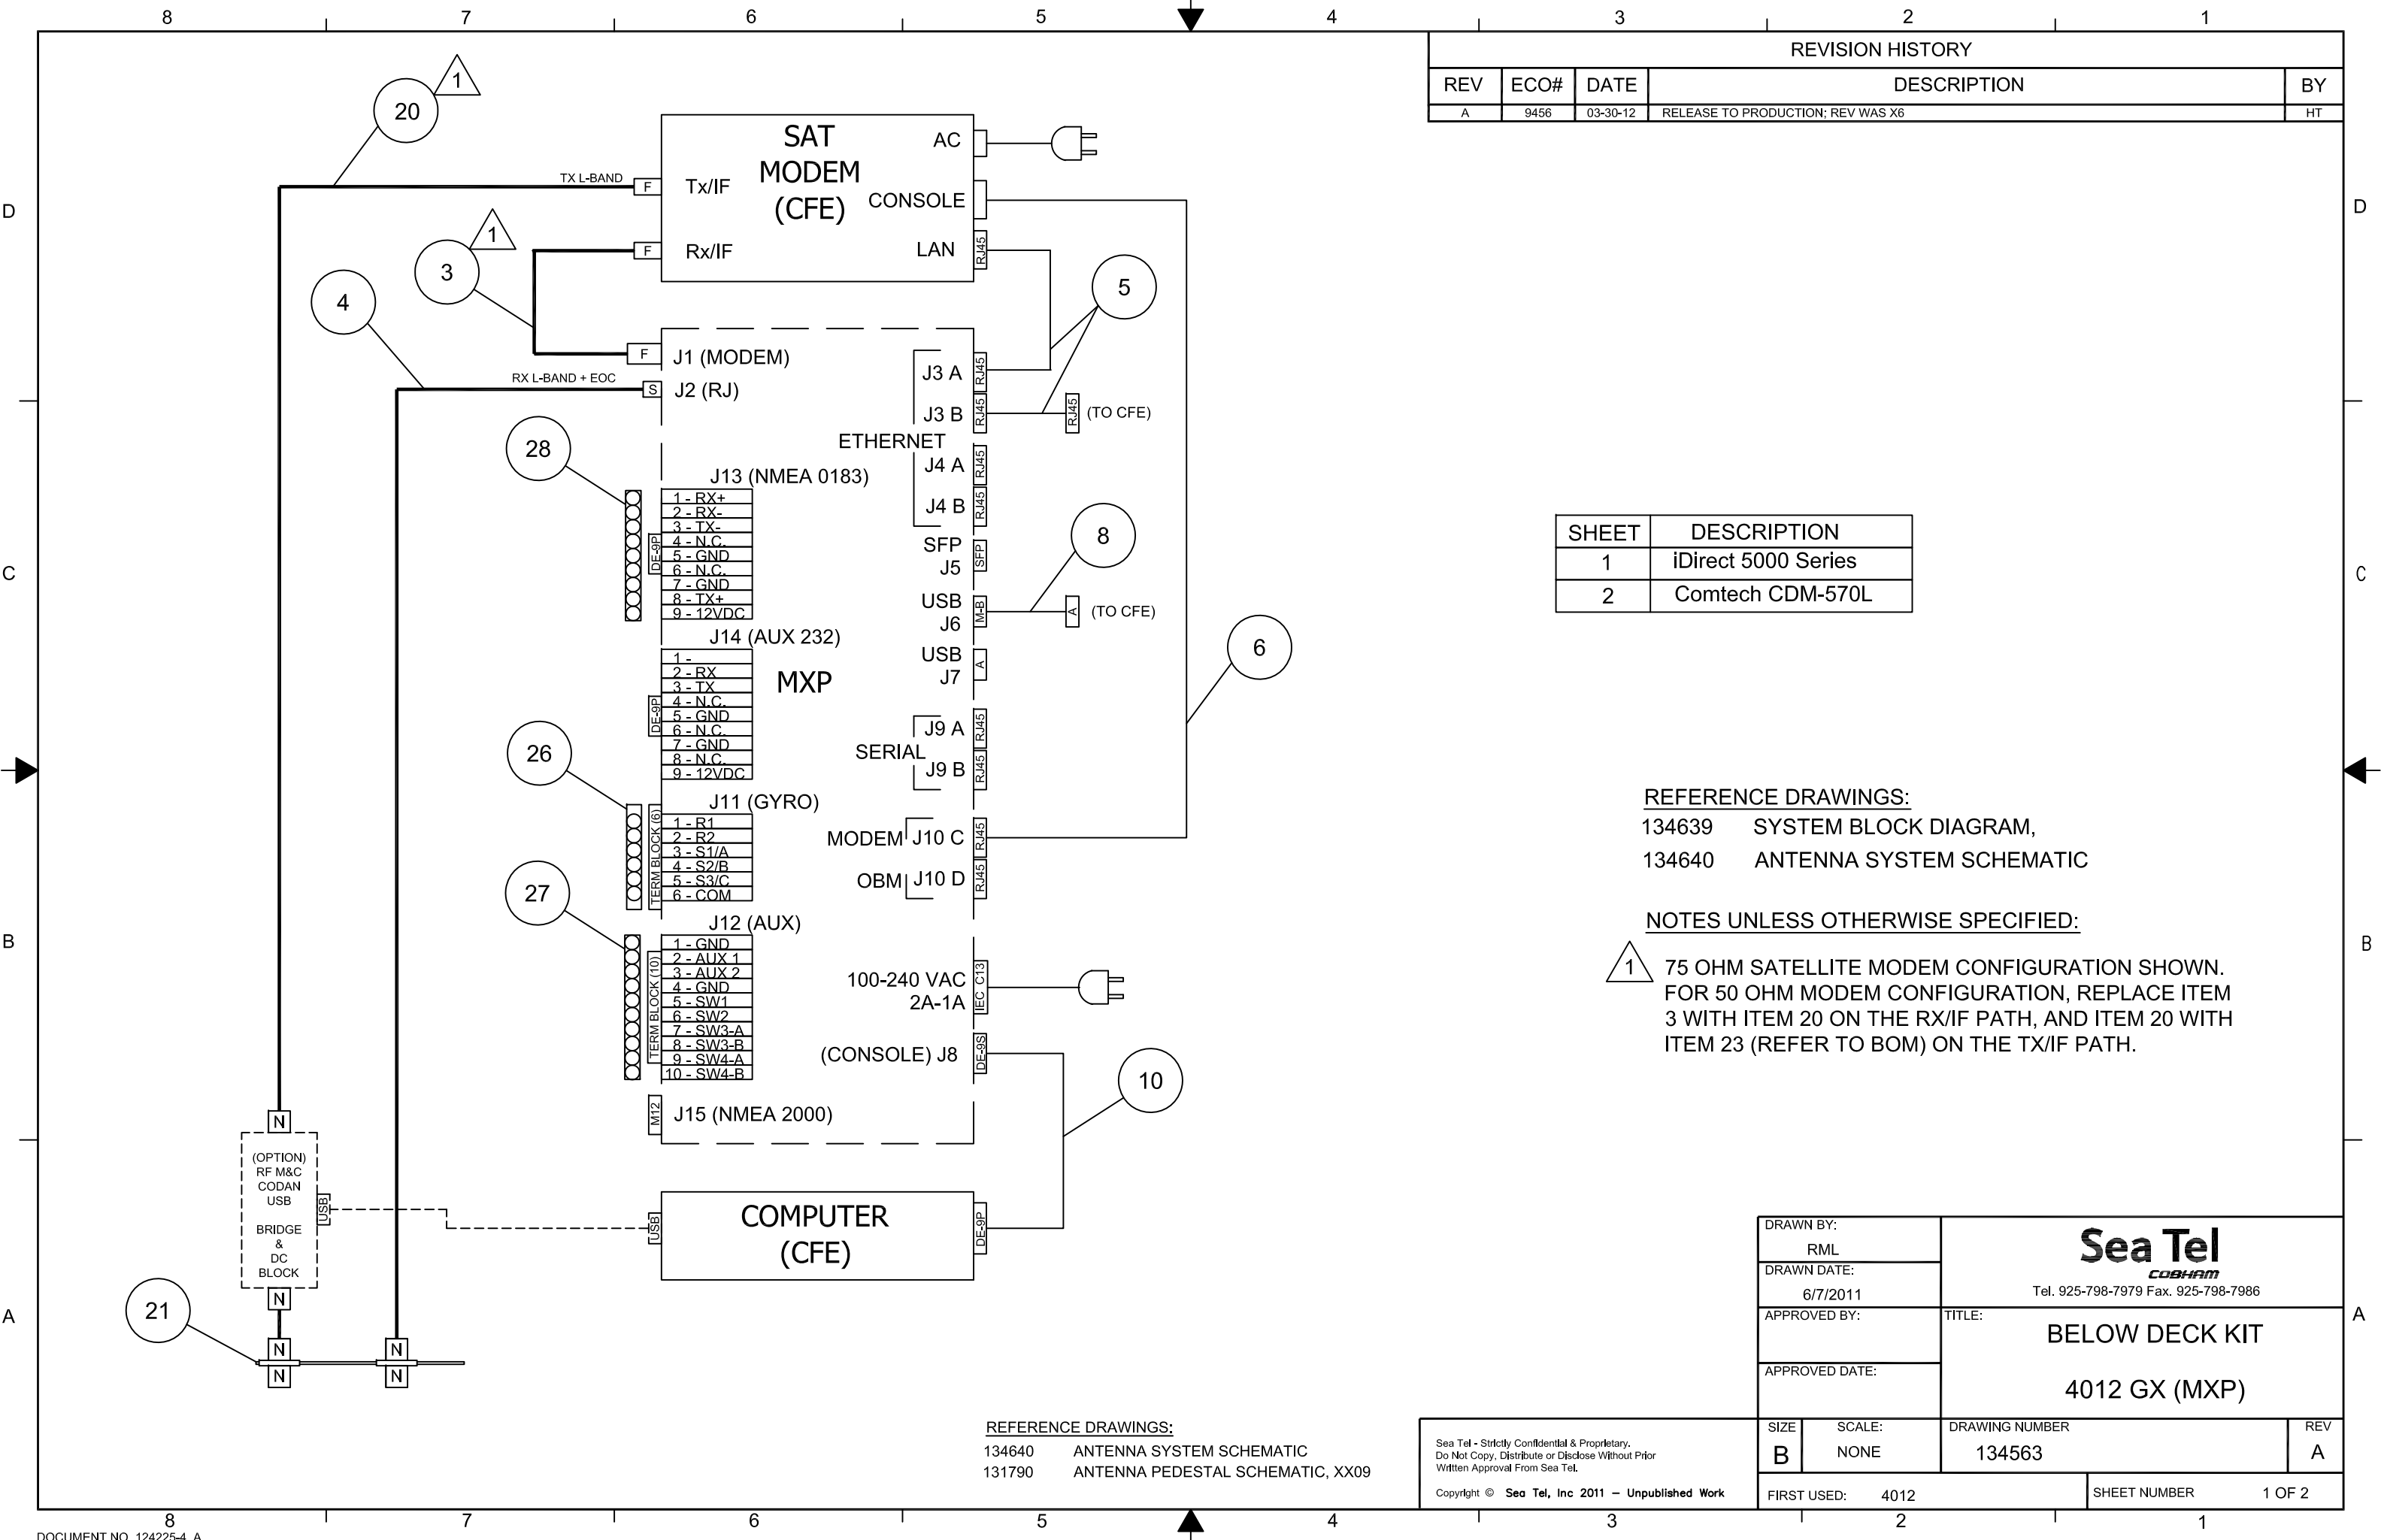 8 7 6 5 4 3 2 1
REVISION HISTORY
REV ECO# DATE DESCRIPTION BY
A 9456 03-30-12 RELEASE TO PRODUCTION; REV WAS X6 HT
20 1
SAT
MODEM
(CFE)
AC
CONSOLE
LAN RJ45
TX L-BAND F Tx/IF
F Rx/IF
D D
3 1
4
5
F J1 (MODEM)
RX L-BAND + EOC S J2 (RJ)
J3 A RJ45
J3 B RJ45 RJ45 (TO CFE)
ETHERNET
J4 A RJ45
J4 B RJ45
28
J13 (NMEA 0183)
DE-9P
1 - RX+
2 - RX-
3 - TX-
4 - N.C.
5 - GND
6 - N.C.
7 - GND
8 - TX+
9 - 12VDC
SFP
J5 SFP
8
USB
J6 M-B A (TO CFE)
USB
J7 A
C C
SHEET DESCRIPTION
1 iDirect 5000 Series
2 Comtech CDM-570L
6
J14 (AUX 232)
DE-9P
1 -
2 - RX
3 - TX
4 - N.C.
5 - GND
6 - N.C.
7 - GND
8 - N.C.
9 - 12VDC
MXP
SERIAL
J9 A RJ45
J9 B RJ45
26
J11 (GYRO)
TERM BLOCK (6)
1 - R1
2 - R2
3 - S1/A
4 - S2/B
5 - S3/C
6 - COM
MODEM J10 C RJ45
OBM J10 D RJ45
27
J12 (AUX)
TERM BLOCK (10)
1 - GND
2 - AUX 1
3 - AUX 2
4 - GND
5 - SW1
6 - SW2
7 - SW3-A
8 - SW3-B
9 - SW4-A
10 - SW4-B
100-240 VAC
2A-1A
IEC C13
(CONSOLE) J8 DE-9S
10
M12 J15 (NMEA 2000)
B B
REFERENCE DRAWINGS:
134639 SYSTEM BLOCK DIAGRAM,
134640 ANTENNA SYSTEM SCHEMATIC
NOTES UNLESS OTHERWISE SPECIFIED:
1 75 OHM SATELLITE MODEM CONFIGURATION SHOWN.
FOR 50 OHM MODEM CONFIGURATION, REPLACE ITEM
3 WITH ITEM 20 ON THE RX/IF PATH, AND ITEM 20 WITH
ITEM 23 (REFER TO BOM) ON THE TX/IF PATH.
N
(OPTION)
RF M&C
CODAN
USB
BRIDGE
&
DC
BLOCK
USB
N
USB COMPUTER
(CFE) DE-9P
21
N N
N N
A A
REFERENCE DRAWINGS:
134640 ANTENNA SYSTEM SCHEMATIC
131790 ANTENNA PEDESTAL SCHEMATIC, XX09
Sea Tel - Strictly Confidential & Proprietary.
Do Not Copy, Distribute or Disclose Without Prior
Written Approval From Sea Tel.
Copyright © Sea Tel, Inc 2011 – Unpublished Work
DRAWN BY:
RML
DRAWN DATE:
6/7/2011
APPROVED BY:
APPROVED DATE:
Sea Tel
COBHAM
Tel. 925-798-7979 Fax. 925-798-7986
TITLE:
BELOW DECK KIT
4012 GX (MXP)
SIZE SCALE: DRAWING NUMBER REV
B NONE 134563 A
FIRST USED: 4012 SHEET NUMBER 1 OF 2
8 7 6 5 4 3 2 1
DOCUMENT NO. 124225-4 A